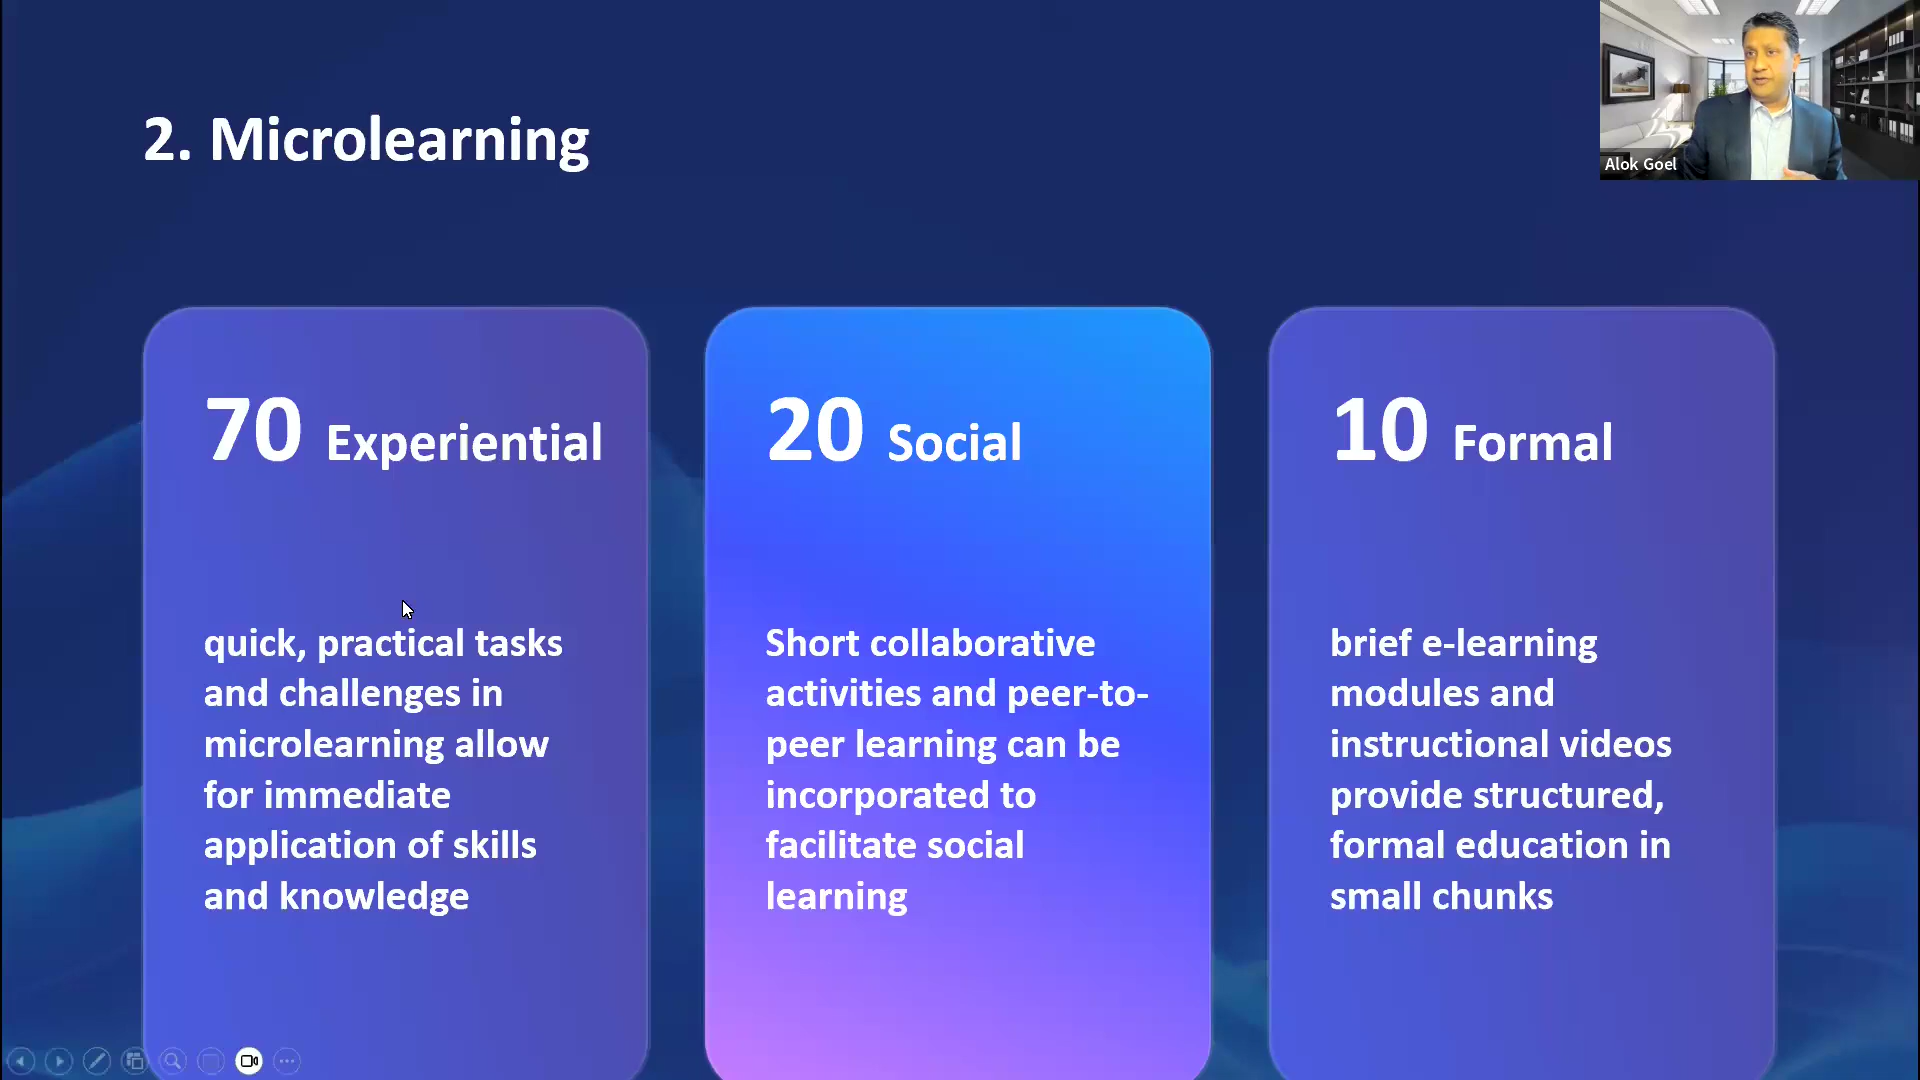 2. Microlearning
Alok Goel
70 Experiential
quick, practical tasks
and challenges in
microlearning allow
for immediate
application of skills
and knowledge
20 Social
Short collaborative
activities and peer-to-
peer learning can be
incorporated to
facilitate social
learning
10 Formal
brief e-learning
modules and
instructional videos
provide structured,
formal education in
small chunks